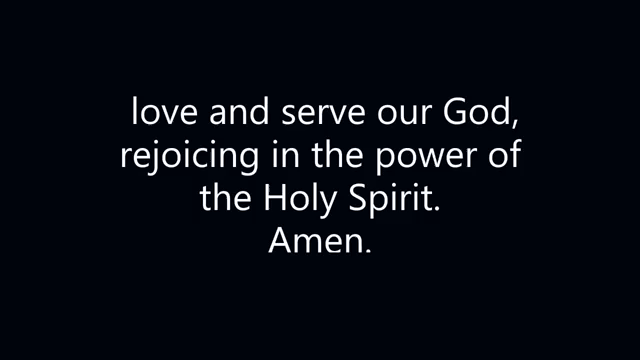 love and serve our God,
rejoicing in the power of
the Holy Spirit.
Amen.